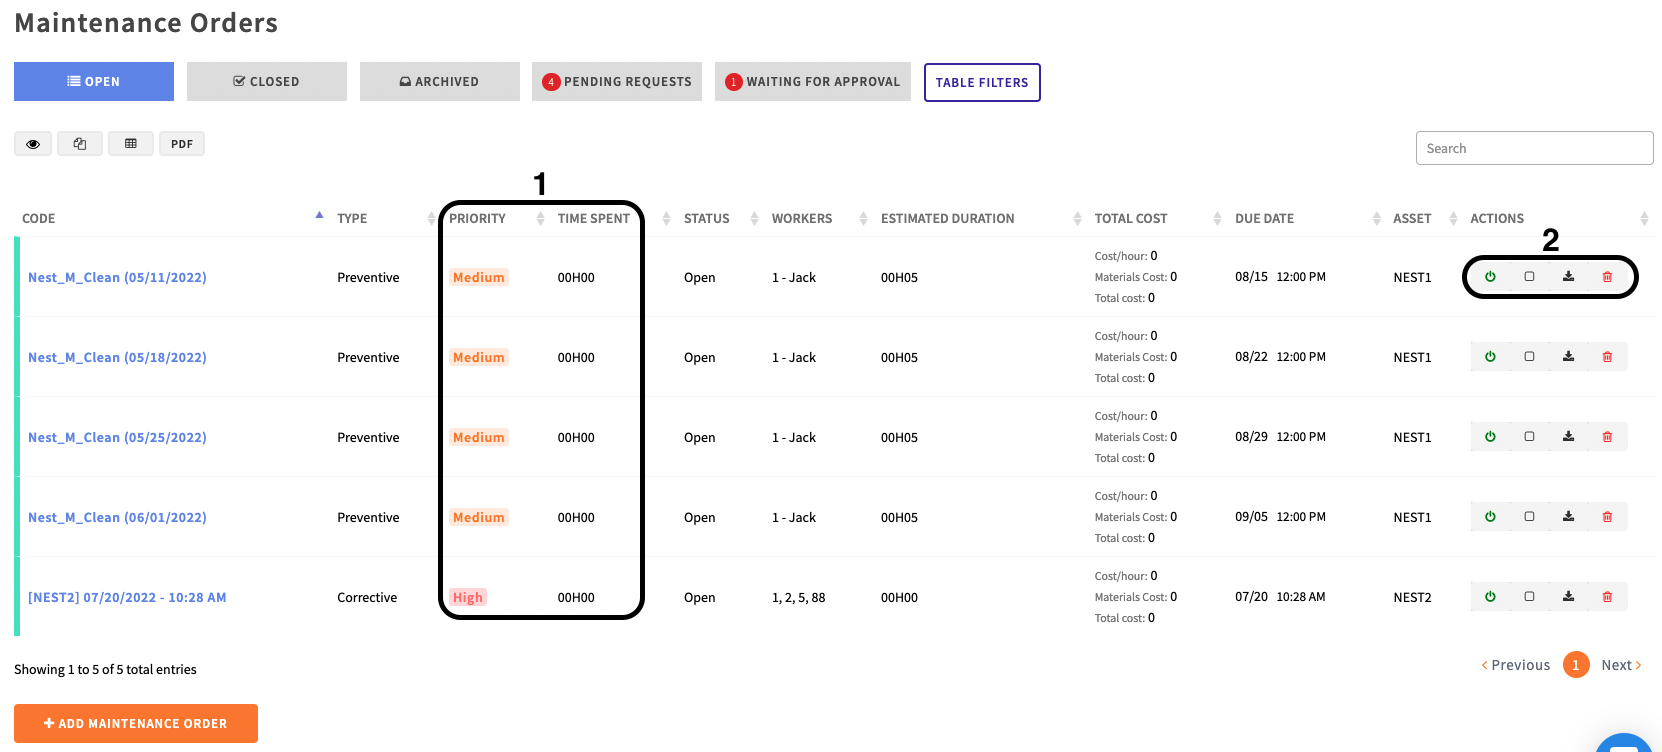 Maintenance Orders
OPEN
CLOSED
ARCHIVED
4 PENDING REQUESTS
1 WAITING FOR APPROVAL
TABLE FILTERS
PDF
Search
1
CODE TYPE PRIORITY TIME SPENT STATUS WORKERS ESTIMATED DURATION TOTAL COST DUE DATE ASSET ACTIONS
2
Nest_M_Clean (05/11/2022) Preventive Medium 00H00 Open 1 - Jack 00H05 Cost/hour: 0
Materials Cost: 0
Total cost: 0
08/15 12:00 PM NEST1
Nest_M_Clean (05/18/2022) Preventive Medium 00H00 Open 1 - Jack 00H05 Cost/hour: 0
Materials Cost: 0
Total cost: 0
08/22 12:00 PM NEST1
Nest_M_Clean (05/25/2022) Preventive Medium 00H00 Open 1 - Jack 00H05 Cost/hour: 0
Materials Cost: 0
Total cost: 0
08/29 12:00 PM NEST1
Nest_M_Clean (06/01/2022) Preventive Medium 00H00 Open 1 - Jack 00H05 Cost/hour: 0
Materials Cost: 0
Total cost: 0
09/05 12:00 PM NEST1
[NEST2] 07/20/2022 - 10:28 AM Corrective High 00H00 Open 1, 2, 5, 88 00H00 Cost/hour: 0
Materials Cost: 0
Total cost: 0
07/20 10:28 AM NEST2
Showing 1 to 5 of 5 total entries
Previous 1 Next
ADD MAINTENANCE ORDER